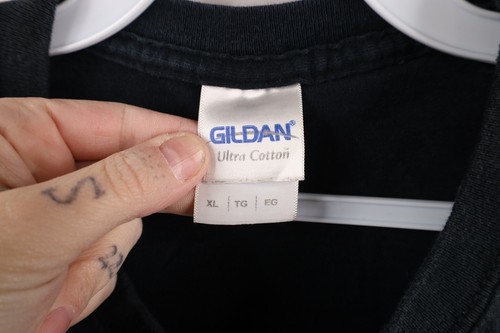 GILDAN®
Ultra Cotton
XL | TG | EG